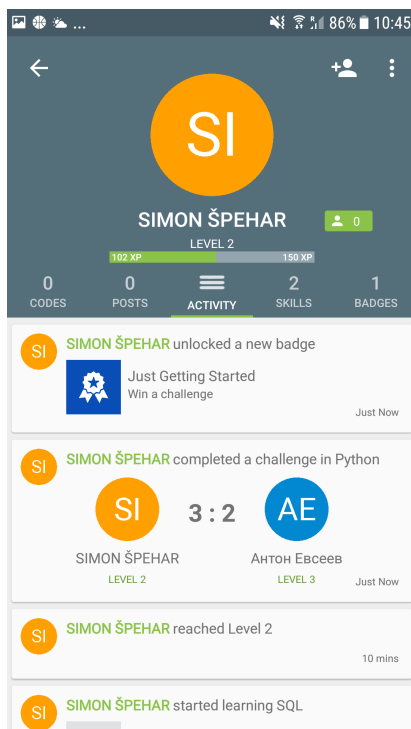 ... 86% 10:45
SI
SIMON ŠPEHAR 0
LEVEL 2
102 XP 150 XP
0 0 2 1
CODES POSTS ACTIVITY SKILLS BADGES
SI SIMON ŠPEHAR unlocked a new badge
Just Getting Started
Win a challenge
Just Now
SI SIMON ŠPEHAR completed a challenge in Python
SI 3 : 2 AE
SIMON ŠPEHAR Антон Евсеев
LEVEL 2 LEVEL 3
Just Now
SI SIMON ŠPEHAR reached Level 2
10 mins
SI SIMON ŠPEHAR started learning SQL